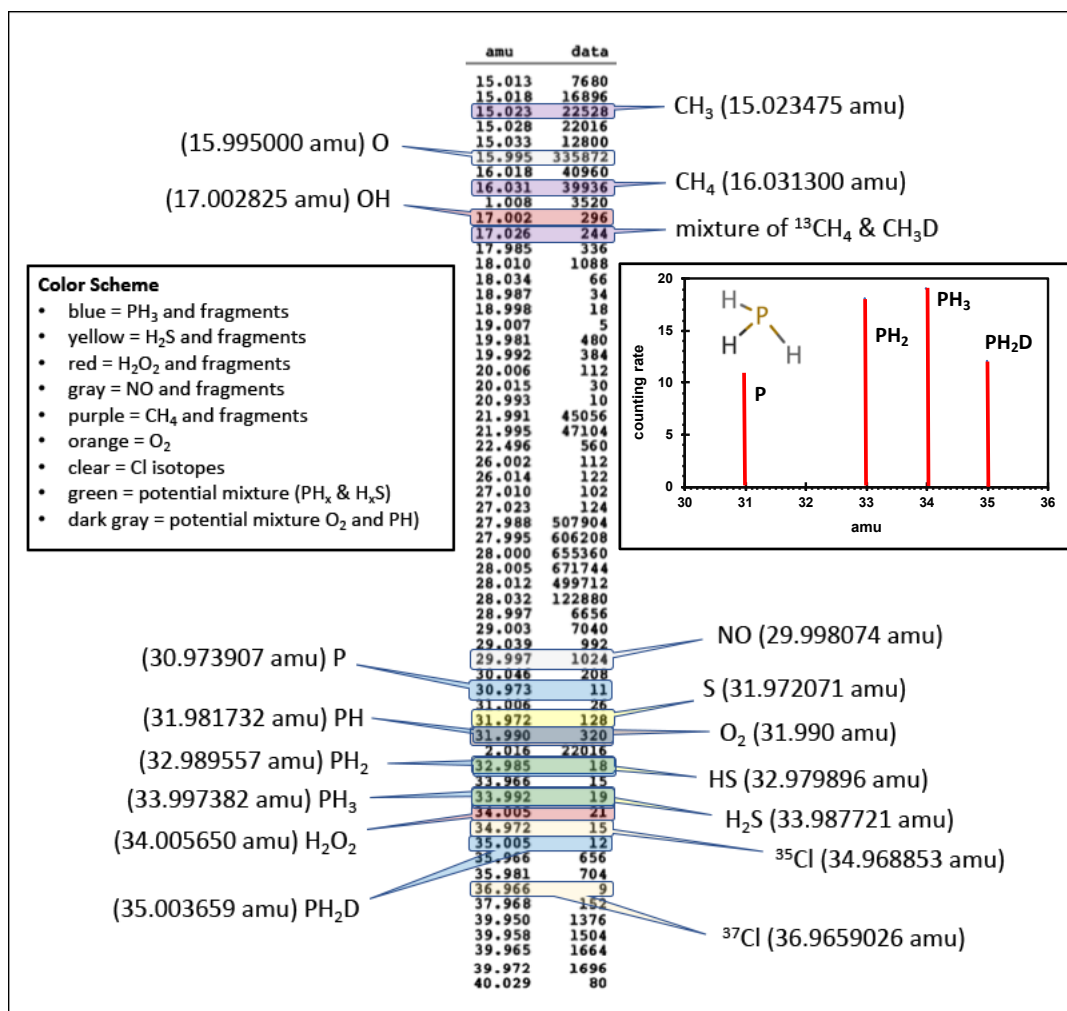 amu data
15.013 7680
15.018 16896
15.023 22528
15.028 22016
15.033 12800
15.995 335872
16.018 40960
16.031 39936
1.008 3520
17.002 296
17.026 244
17.985 336
18.010 1088
18.034 66
18.987 34
18.998 18
19.007 5
19.981 480
19.992 384
20.006 112
20.015 30
20.993 10
21.991 45056
21.995 47104
22.496 560
26.002 112
26.014 122
27.010 102
27.023 124
27.988 507904
27.995 606208
28.000 655360
28.005 671744
28.012 499712
28.032 122880
28.997 6656
29.003 7040
29.039 992
29.997 1024
30.046 208
30.973 11
31.006 26
31.972 128
31.990 320
2.016 22016
32.985 18
33.966 15
33.992 19
34.005 21
34.972 15
35.005 12
35.966 656
35.981 704
36.966 9
37.968 152
39.950 1376
39.958 1504
39.965 1664
39.972 1696
40.029 80
(15.995000 amu) O
(17.002825 amu) OH
CH₃ (15.023475 amu)
CH₄ (16.031300 amu)
mixture of ¹³CH₄ & CH₃D
Color Scheme
• blue = PH₃ and fragments
• yellow = H₂S and fragments
• red = H₂O₂ and fragments
• gray = NO and fragments
• purple = CH₄ and fragments
• orange = O₂
• clear = Cl isotopes
• green = potential mixture (PHₓ & HₓS)
• dark gray = potential mixture O₂ and PH)
counting rate
20
15
10
5
0
30 31 32 33 34 35 36
amu
H
P
H
H
P
PH₂
PH₃
PH₂D
(30.973907 amu) P
(31.981732 amu) PH
(32.989557 amu) PH₂
(33.997382 amu) PH₃
(34.005650 amu) H₂O₂
(35.003659 amu) PH₂D
NO (29.998074 amu)
S (31.972071 amu)
O₂ (31.990 amu)
HS (32.979896 amu)
H₂S (33.987721 amu)
³⁵Cl (34.968853 amu)
³⁷Cl (36.9659026 amu)